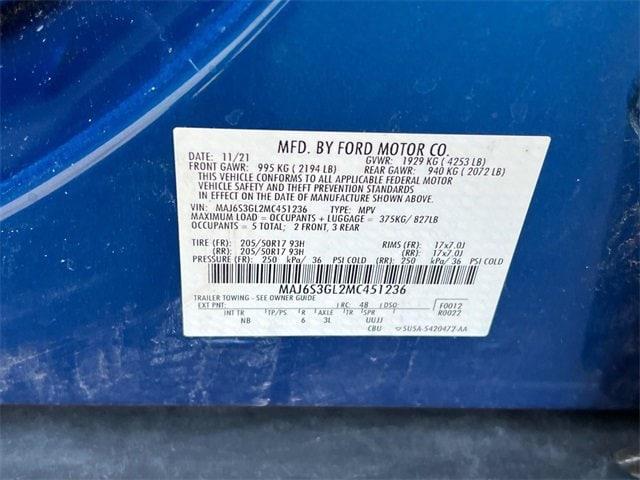 MFD. BY FORD MOTOR CO.
DATE: 11/21 GVWR: 1929 KG ( 4253 LB)
FRONT GAWR: 995 KG ( 2194 LB) REAR GAWR: 940 KG ( 2072 LB)
THIS VEHICLE CONFORMS TO ALL APPLICABLE FEDERAL MOTOR
VEHICLE SAFETY AND THEFT PREVENTION STANDARDS
IN EFFECT ON THE DATE OF MANUFACTURE SHOWN ABOVE.
VIN: MAJ6S3GL2MC451236 TYPE: MPV
MAXIMUM LOAD = OCCUPANTS + LUGGAGE = 375KG/ 827LB
OCCUPANTS = 5 TOTAL; 2 FRONT, 3 REAR
TIRE (FR): 205/50R17 93H RIMS (FR): 17x7.0J
(RR): 205/50R17 93H (RR): 17x7.0J
PRESSURE (FR): 250 kPa/ 36 PSI COLD (RR): 250 kPa/ 36 PSI COLD
MAJ6S3GL2MC451236
TRAILER TOWING - SEE OWNER GUIDE
EXT PNT: RC: 48 DSO: F0012
R0022
INT TR TP/PS R AXLE TR SPR
NB 6 3L UUJJ
CBU SU5A-5420472-AA